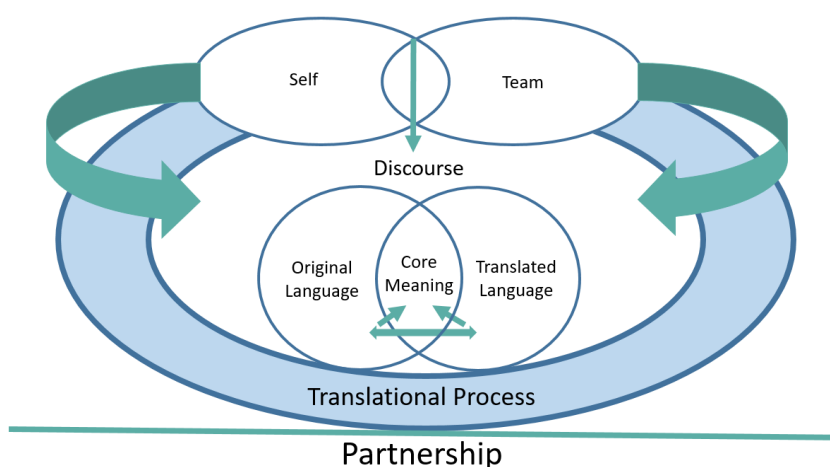 Self
Team
Discourse
Original
Language
Core
Meaning
Translated
Language
Translational Process
Partnership